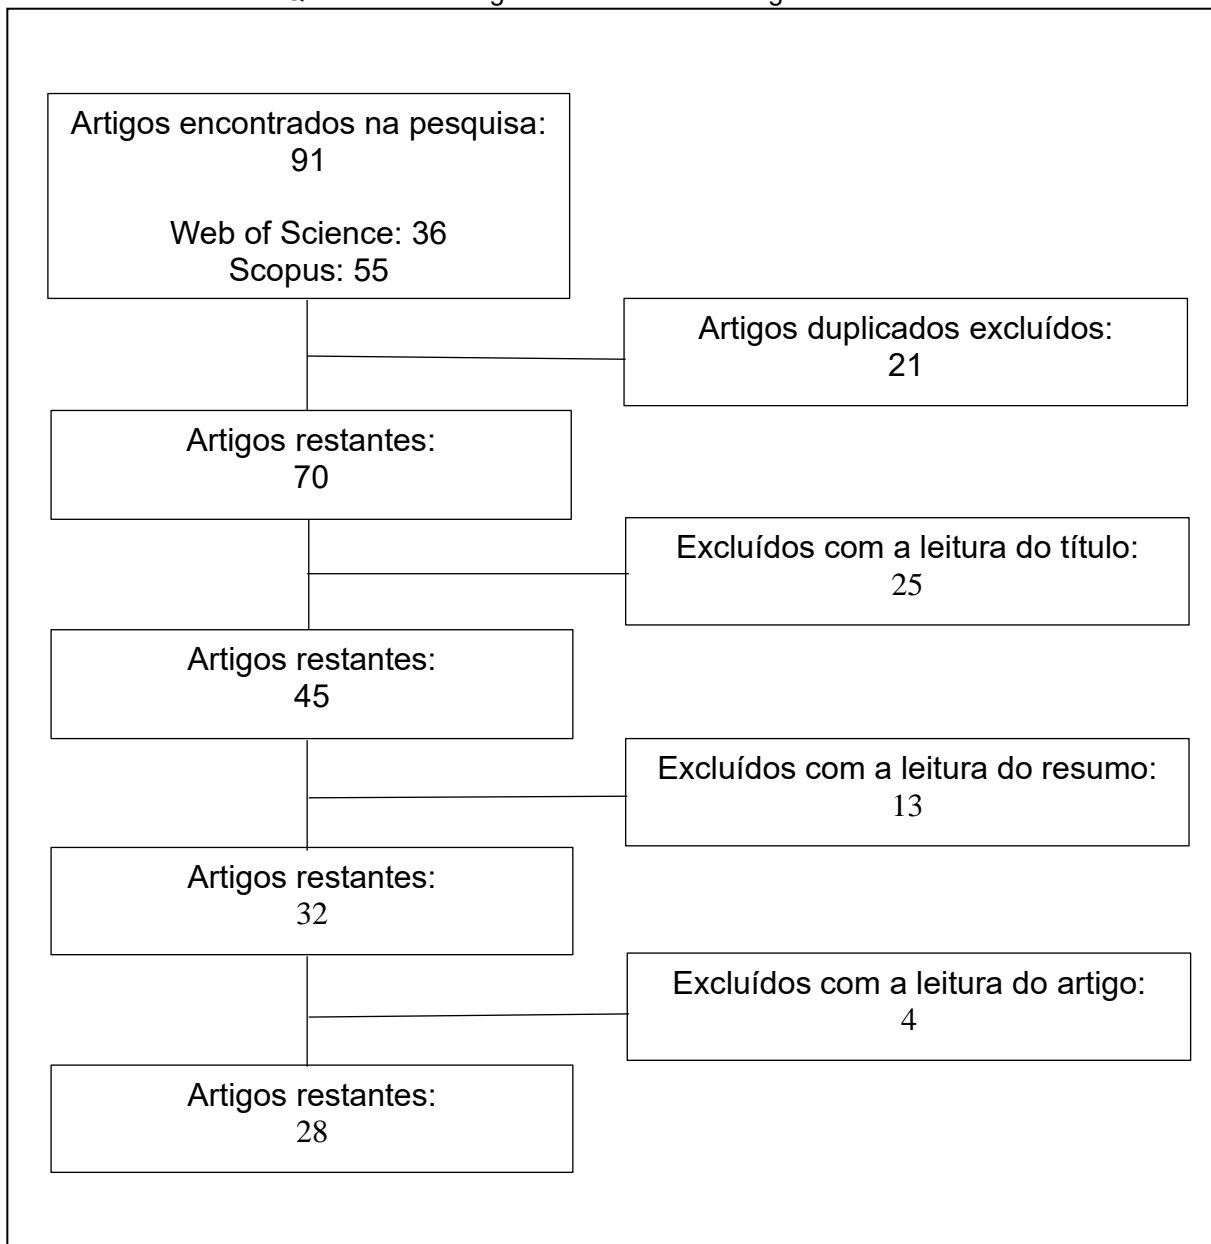 Artigos encontrados na pesquisa:
91
Web of Science: 36
Scopus: 55
Artigos duplicados excluídos:
21
Artigos restantes:
70
Excluídos com a leitura do título:
25
Artigos restantes:
45
Excluídos com a leitura do resumo:
13
Artigos restantes:
32
Excluídos com a leitura do artigo:
4
Artigos restantes:
28